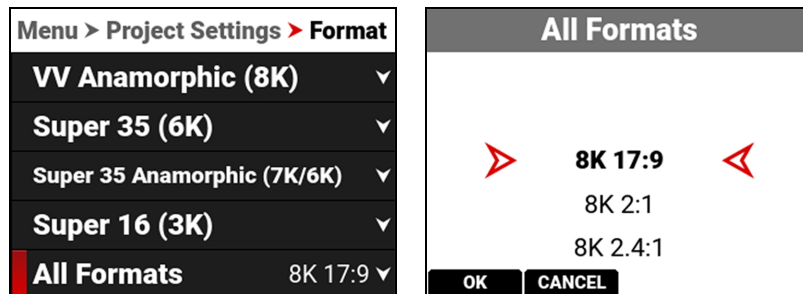 Menu > Project Settings > Format
VV Anamorphic (8K)
Super 35 (6K)
Super 35 Anamorphic (7K/6K)
Super 16 (3K)
All Formats 8K 17:9
All Formats
8K 17:9
8K 2:1
8K 2.4:1
OK CANCEL